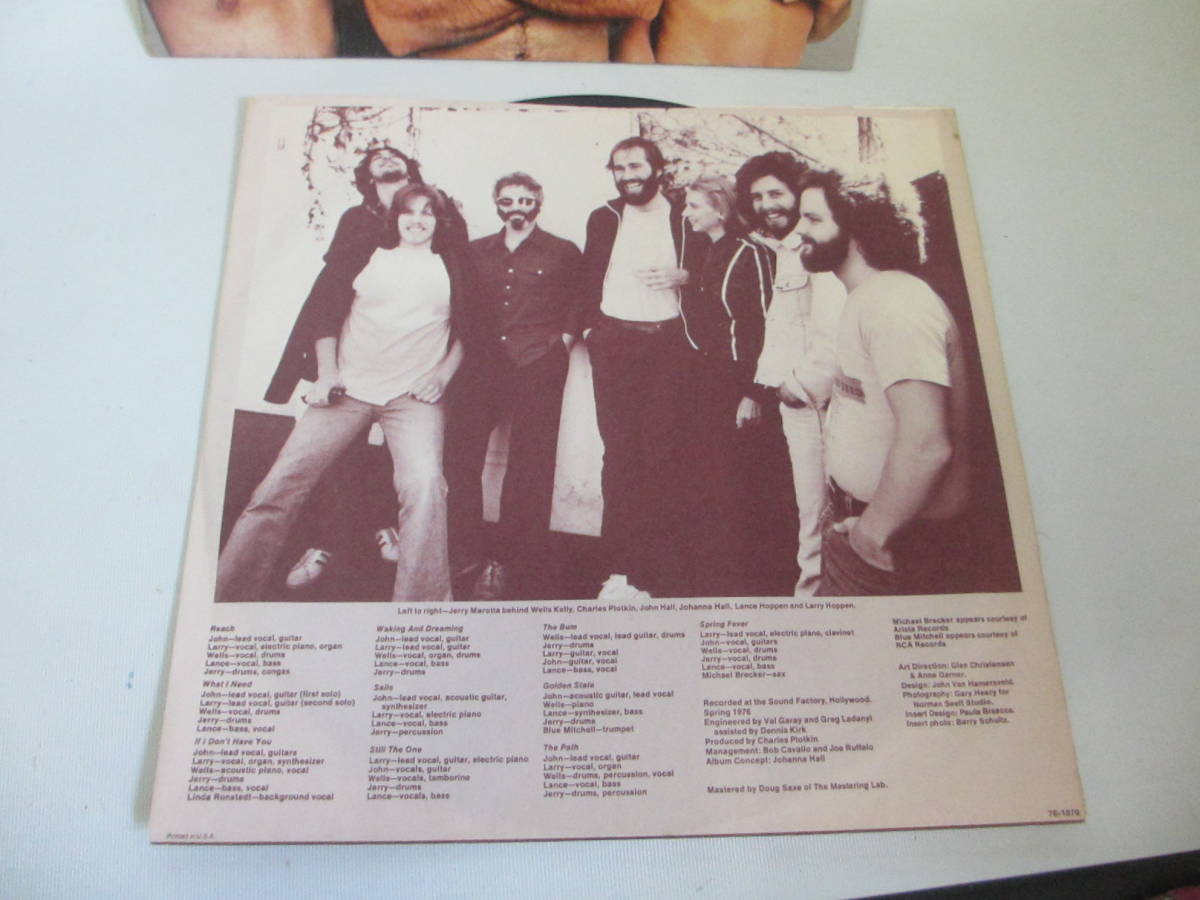 Left to right—Jerry Marotta behind Wells Kelly, Charles Plotkin, John Hall, Johanna Hall, Lance Hoppen and Larry Hoppen.
Reach
John—lead vocal, guitar
Larry—vocal, electric piano, organ
Wells—vocal, drums
Lance—vocal, bass
Jerry—drums, congas
What I Need
John—lead vocal, guitar (first solo)
Larry—lead vocal, guitar (second solo)
Wells—vocal, drums
Jerry—drums
Lance—bass, vocal
If I Don't Have You
John—lead vocal, guitars
Larry—vocal, organ, synthesizer
Wells—acoustic piano, vocal
Jerry—drums
Lance—bass, vocal
Linda Ronstadt—background vocal
Waking And Dreaming
John—lead vocal, guitar
Larry—lead vocal, guitar
Wells—vocal, organ, drums
Lance—vocal, bass
Jerry—drums
Sails
John—lead vocal, acoustic guitar,
synthesizer
Larry—vocal, electric piano
Lance—vocal, bass
Jerry—percussion
Still The One
Larry—lead vocal, guitar, electric piano
John—vocals, guitar
Wells—vocals, tamborine
Jerry—drums
Lance—vocals, bass
The Bum
Wells—lead vocal, lead guitar, drums
Jerry—drums
Larry—guitar, vocal
John—guitar, vocal
Lance—bass, vocal
Golden State
John—acoustic guitar, lead vocal
Wells—piano
Lance—synthesizer, bass
Jerry—drums
Blue Mitchell—trumpet
The Path
John—lead vocal, guitar
Larry—vocal, organ
Wells—drums, percussion, vocal
Lance—vocal, bass
Jerry—drums, percussion
Spring Fever
Larry—lead vocal, electric piano, clavinet
John—vocal, guitars
Wells—vocal, drums
Jerry—vocal, drums
Lance—vocal, bass
Michael Brecker—sax
Recorded at the Sound Factory, Hollywood.
Spring 1976
Engineered by Val Garay and Greg Ladanyi
assisted by Dennis Kirk
Produced by Charles Plotkin
Management: Bob Cavallo and Joe Ruffalo
Album Concept: Johanna Hall
Mastered by Doug Saxe of The Mastering Lab.
Michael Brecker appears courtesy of
Arista Records
Blue Mitchell appears courtesy of
RCA Records
Art Direction: Glen Christensen
& Anne Garner.
Design: John Van Hamersveld.
Photography: Gary Heery for
Norman Seeff Studio.
Insert Design: Paula Bisacca.
Insert photo: Barry Schultz.
Printed in U.S.A.
7E-1070